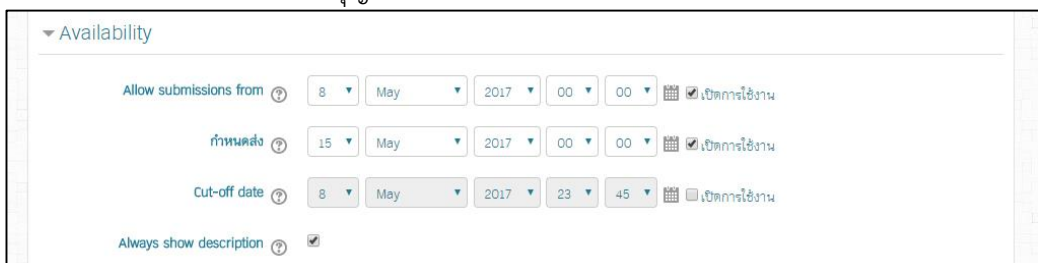 Availability
Allow submissions from 8 May 2017 00 00 เปิดการใช้งาน
กำหนดส่ง 15 May 2017 00 00 เปิดการใช้งาน
Cut-off date 8 May 2017 23 45 เปิดการใช้งาน
Always show description